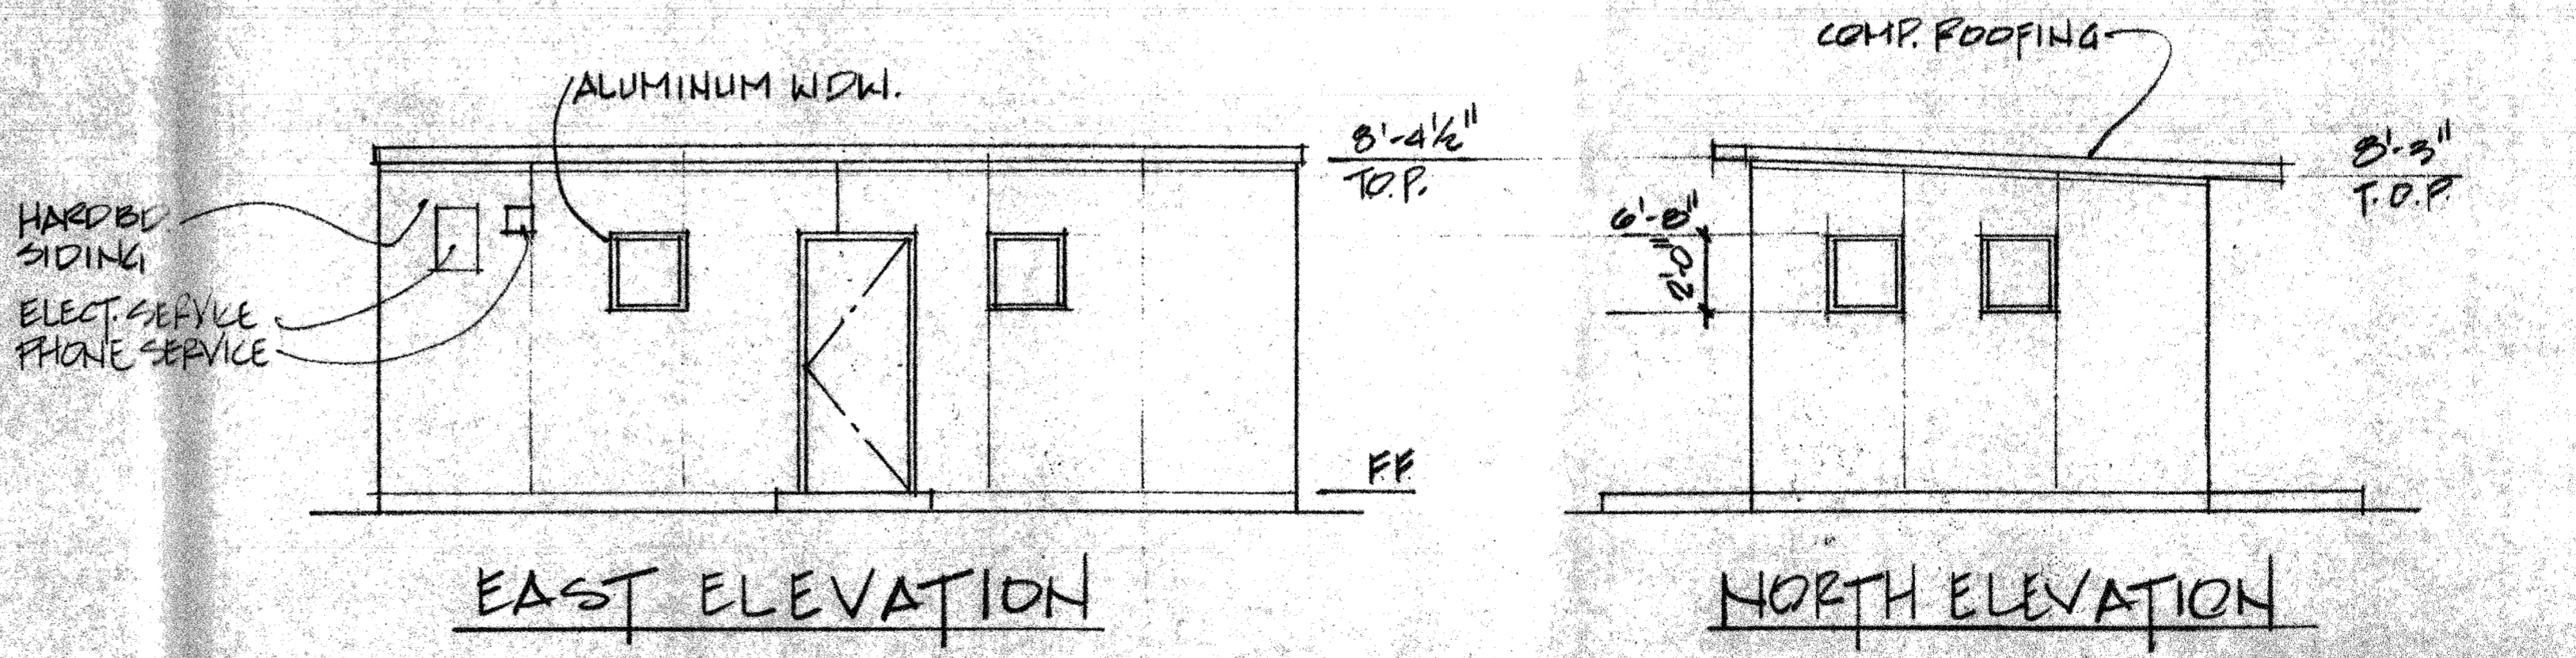 COMP. ROOFING
ALUMINUM WDW.
8'-4½"
T.O.P.
8'-3"
T.O.P.
HARDBD.
SIDING
6'-8"
2'-0"
ELECT. SERVICE
PHONE SERVICE
F.F.
EAST ELEVATION
NORTH ELEVATION